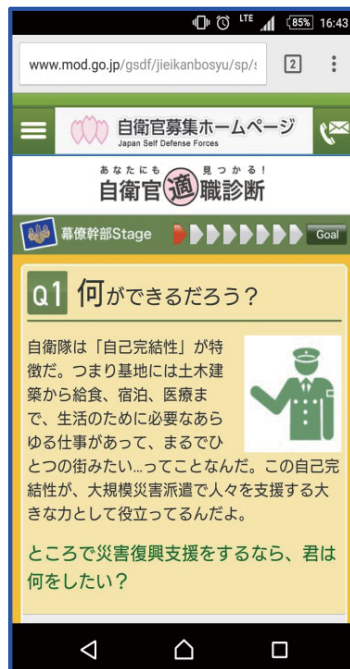 LTE 85% 16:43
www.mod.go.jp/gsdf/jieikanbosyu/sp/s
2
自衛官募集ホームページ
Japan Self Defense Forces
あなたにも 見つかる!
自衛官適職診断
幕僚幹部Stage Goal
Q1 何ができるだろう?
自衛隊は「自己完結性」が特
徴だ。つまり基地には土木建
築から給食、宿泊、医療ま
で、生活のために必要なあら
ゆる仕事があって、まるでひ
とつの街みたい...ってことなんだ。この自己完
結性が、大規模災害派遣で人々を支援する大
きな力として役立ってるんだよ。
ところで災害復興支援をするなら、君は
何をしたい?